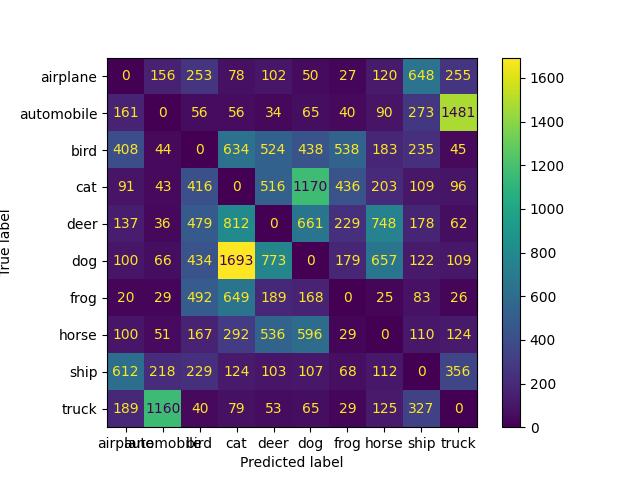 airplane 0 156 253 78 102 50 27 120 648 255
automobile 161 0 56 56 34 65 40 90 273 1481
bird 408 44 0 634 524 438 538 183 235 45
cat 91 43 416 0 516 1170 436 203 109 96
deer 137 36 479 812 0 661 229 748 178 62
dog 100 66 434 1693 773 0 179 657 122 109
frog 20 29 492 649 189 168 0 25 83 26
horse 100 51 167 292 536 596 29 0 110 124
ship 612 218 229 124 103 107 68 112 0 356
truck 189 1160 40 79 53 65 29 125 327 0
airplane automobile bird cat deer dog frog horse ship truck
Predicted label
True label
1600
1400
1200
1000
800
600
400
200
0